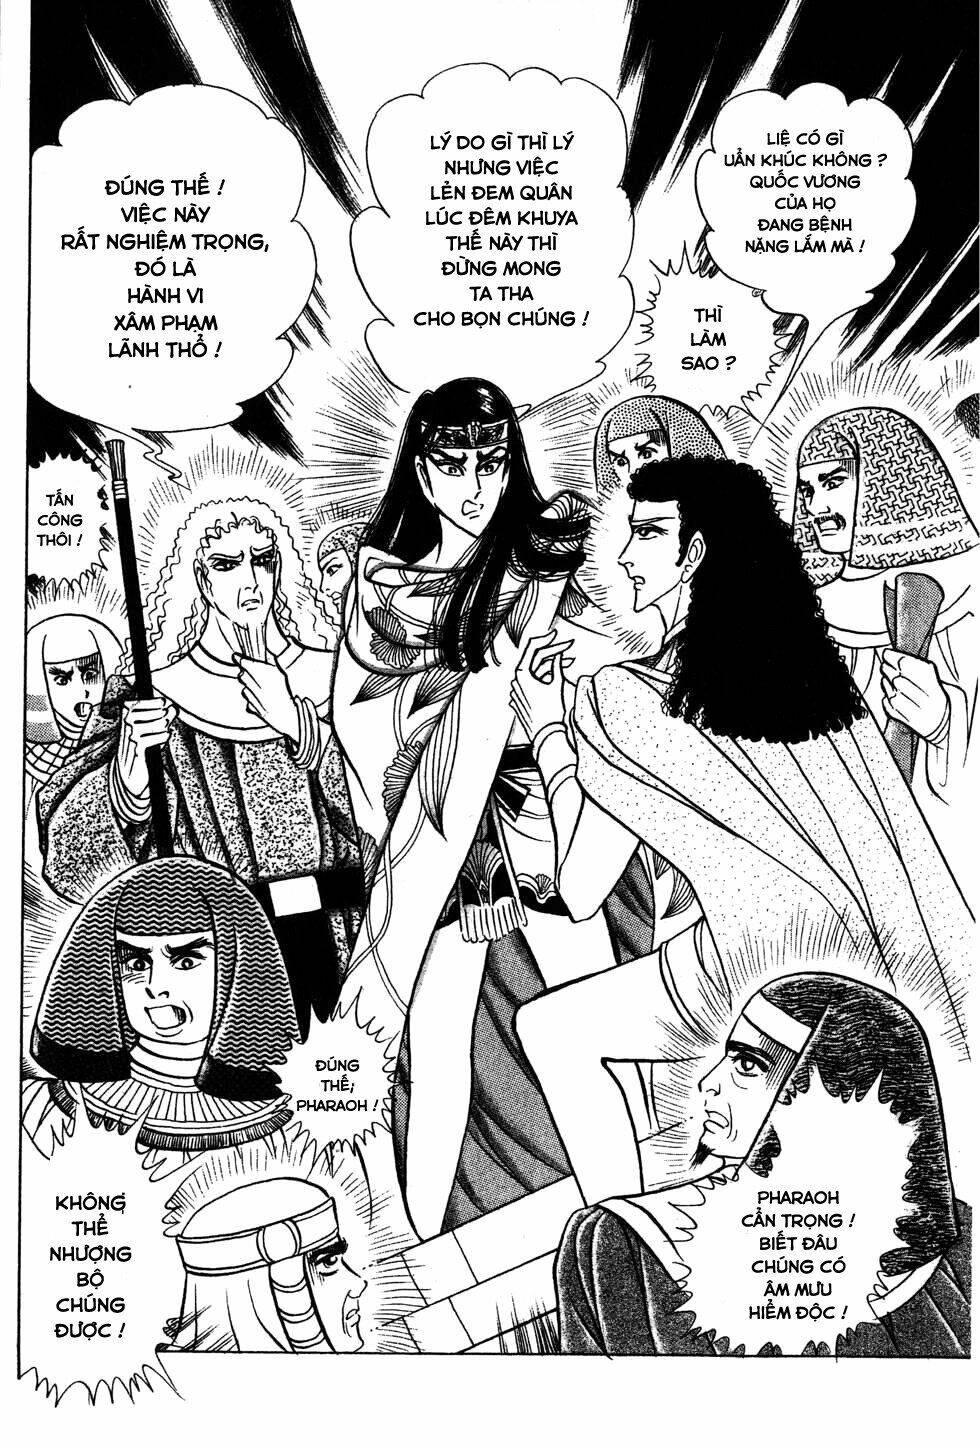 LIỆ CÓ GÌ
UẨN KHÚC KHÔNG ?
QUỐC VƯƠNG
CỦA HỌ
ĐANG BỆNH
NẶNG LẮM MÀ !
THÌ
LÀM
SAO ?
LÝ DO GÌ THÌ LÝ
NHƯNG VIỆC
LẺN ĐEM QUÂN
LÚC ĐÊM KHUYA
THẾ NÀY THÌ
ĐỪNG MONG
TA THA
CHO BỌN CHÚNG !
ĐÚNG THẾ !
VIỆC NÀY
RẤT NGHIỆM TRỌNG,
ĐÓ LÀ
HÀNH VI
XÂM PHẠM
LÃNH THỔ !
TẤN
CÔNG
THÔI !
ĐÚNG
THẾ,
PHARAOH !
PHARAOH
CẨN TRỌNG !
BIẾT ĐÂU
CHÚNG CÓ
ÂM MƯU
HIỂM ĐỘC !
KHÔNG
THỂ
NHƯỢNG
BỘ
CHÚNG
ĐƯỢC !